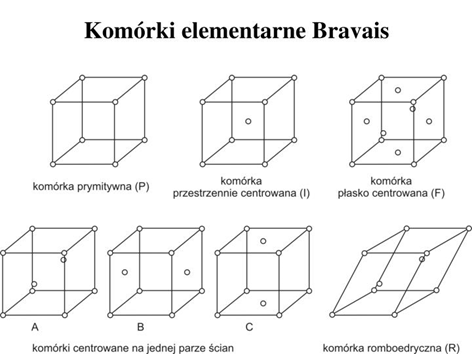 Komórki elementarne Bravais
komórka prymitywna (P)
komórka
przestrzennie centrowana (I)
komórka
płasko centrowana (F)
A
B
C
komórki centrowane na jednej parze ścian
komórka romboedryczna (R)